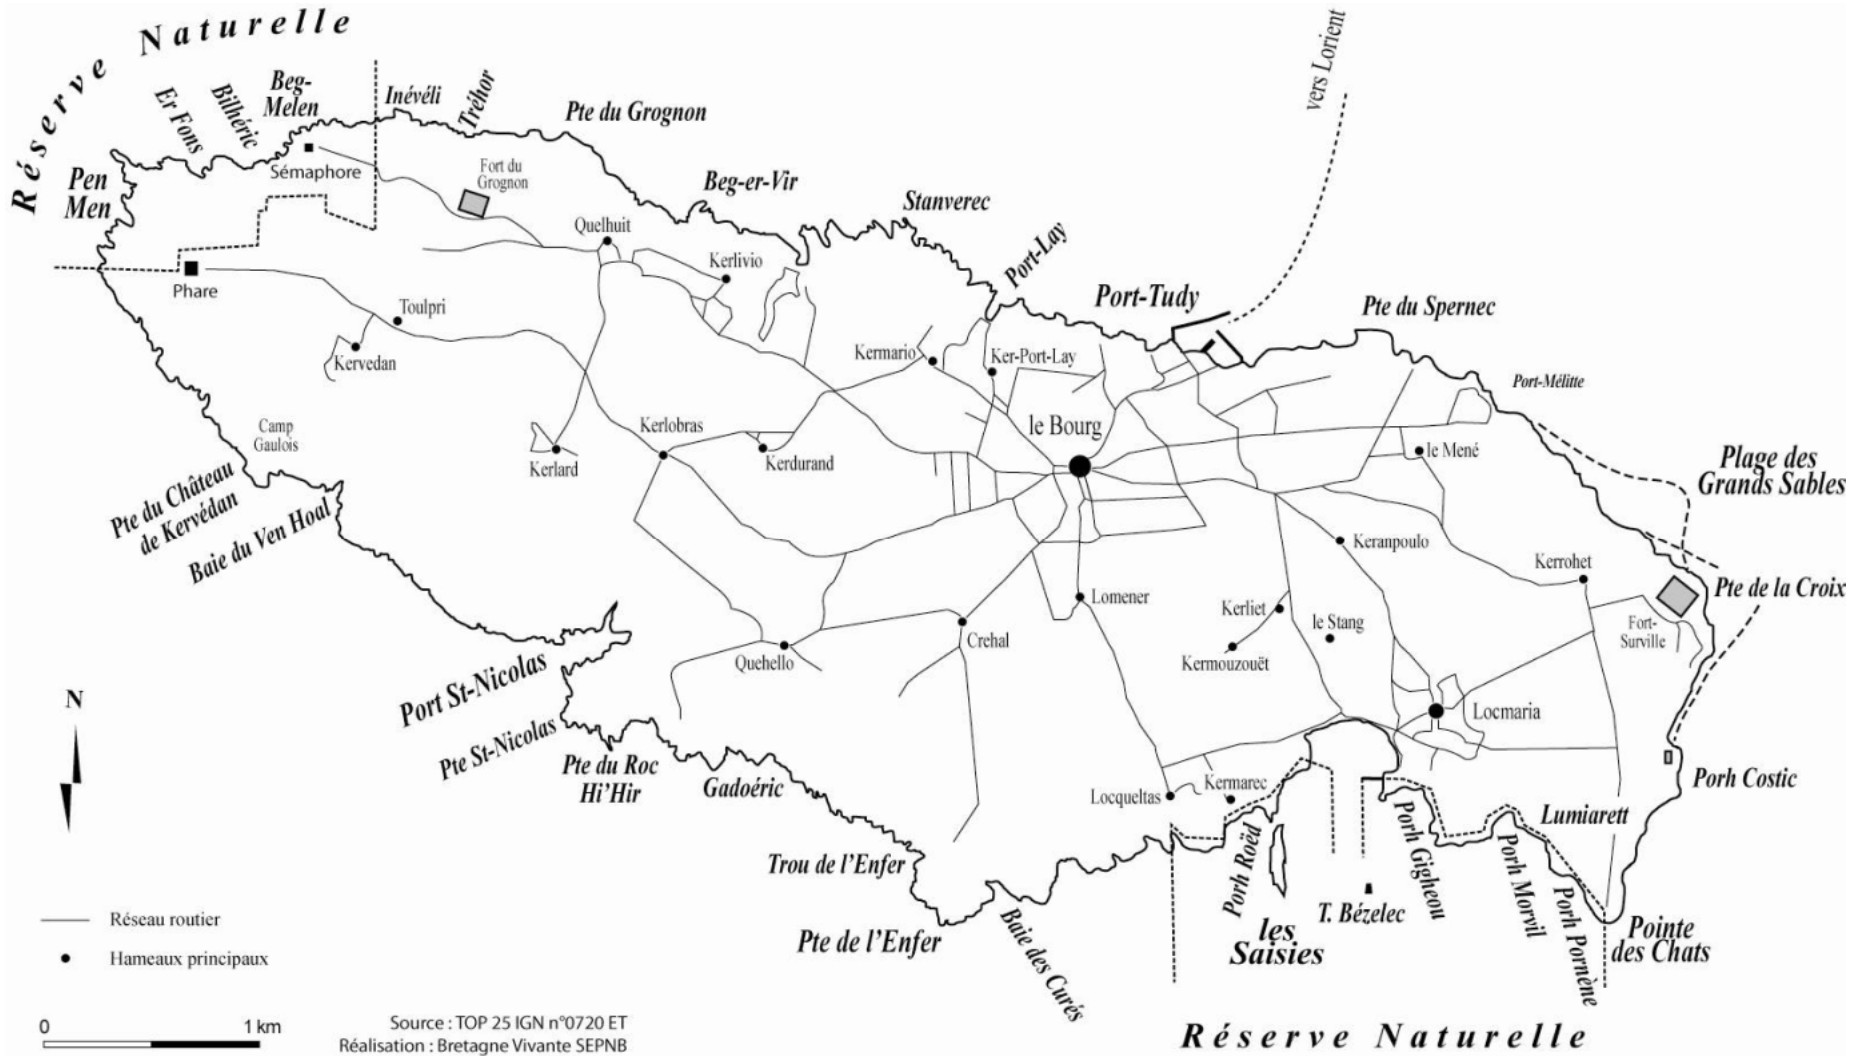 Réserve Naturelle
vers Lorient
Beg-
Melen
Bilhéric
Er Fons
Inévéli
Tréhor
Pte du Grognon
Sémaphore
Fort du
Grognon
Pen
Men
Beg-er-Vir
Stanverec
Quelhuit
Port-Lay
Kerlivio
Phare
Port-Tudy
Pte du Spernec
Toulpri
Kervedan
Kermario
Ker-Port-Lay
Port-Mélitte
Camp
Gaulois
Kerlobras
le Bourg
Kerlard
Kerdurand
le Mené
Plage des
Grands Sables
Pte du Château
de Kervédan
Baie du Ven Hoal
Keranpoulo
Kerrohet
Pte de la Croix
Lomener
Kerliet
le Stang
Fort-
Surville
Crehal
Quehello
Kermouzouët
Port St-Nicolas
Locmaria
N
Pte St-Nicolas
Pte du Roc
Hi'Hir
Gadoéric
Kermarec
Locqueltas
Porh Costic
Lumiarett
Trou de l'Enfer
Porh Roëd
Porh Gigheou
Porh Morvil
Porh Pornène
T. Bézelec
les
Saisies
Pte de l'Enfer
Baie des Curés
Pointe
des Chats
Réseau routier
Hameaux principaux
0 1 km
Source : TOP 25 IGN n°0720 ET
Réalisation : Bretagne Vivante SEPNB
Réserve Naturelle